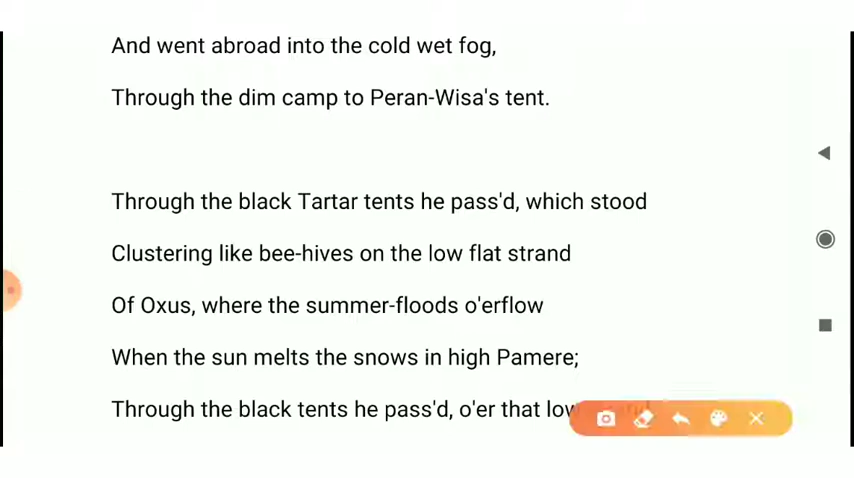 And went abroad into the cold wet fog,
Through the dim camp to Peran-Wisa's tent.
Through the black Tartar tents he pass'd, which stood
Clustering like bee-hives on the low flat strand
Of Oxus, where the summer-floods o'erflow
When the sun melts the snows in high Pamere;
Through the black tents he pass'd, o'er that low